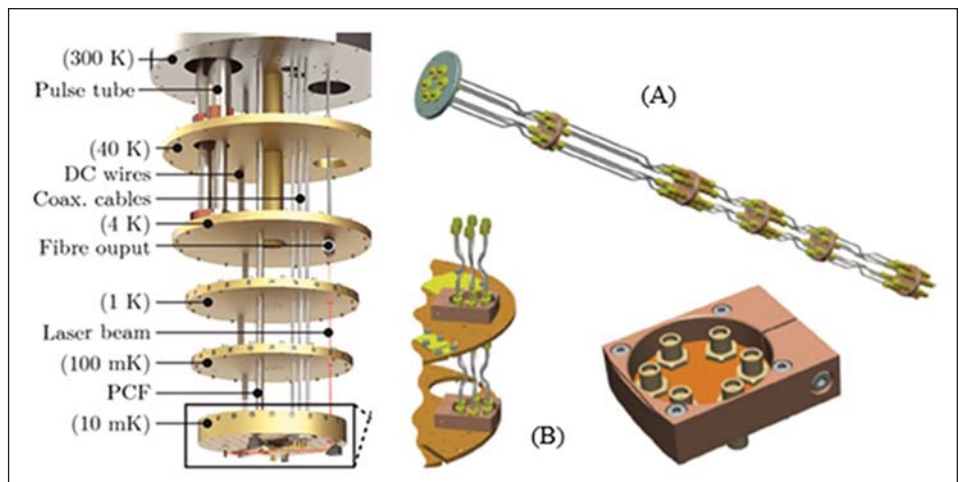 (300 K)
Pulse tube
(40 K)
DC wires
Coax. cables
(4 K)
Fibre ouput
(1 K)
Laser beam
(100 mK)
PCF
(10 mK)
(A)
(B)